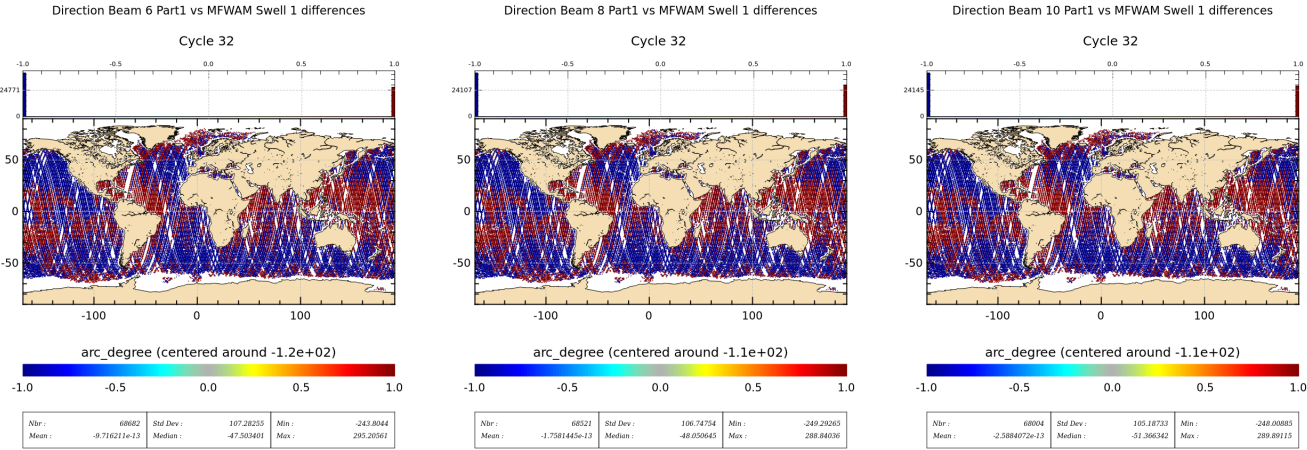 Direction Beam 6 Part1 vs MFWAM Swell 1 differences
Cycle 32
-1.0 -0.5 0.0 0.5 1.0
24771
0
50
0
-50
-100 0 100
arc_degree (centered around -1.2e+02)
-1.0 -0.5 0.0 0.5 1.0
Nbr : 68682 Std Dev : 107.28255 Min : -243.8044
Mean : -9.716211e-13 Median : -47.503401 Max : 295.20561
Direction Beam 8 Part1 vs MFWAM Swell 1 differences
Cycle 32
-1.0 -0.5 0.0 0.5 1.0
24107
0
50
0
-50
-100 0 100
arc_degree (centered around -1.1e+02)
-1.0 -0.5 0.0 0.5 1.0
Nbr : 68521 Std Dev : 106.74754 Min : -249.29265
Mean : -1.7581445e-13 Median : -48.050645 Max : 288.84036
Direction Beam 10 Part1 vs MFWAM Swell 1 differences
Cycle 32
-1.0 -0.5 0.0 0.5 1.0
24145
0
50
0
-50
-100 0 100
arc_degree (centered around -1.1e+02)
-1.0 -0.5 0.0 0.5 1.0
Nbr : 68004 Std Dev : 105.18733 Min : -248.00885
Mean : -2.5884072e-13 Median : -51.366342 Max : 289.89115